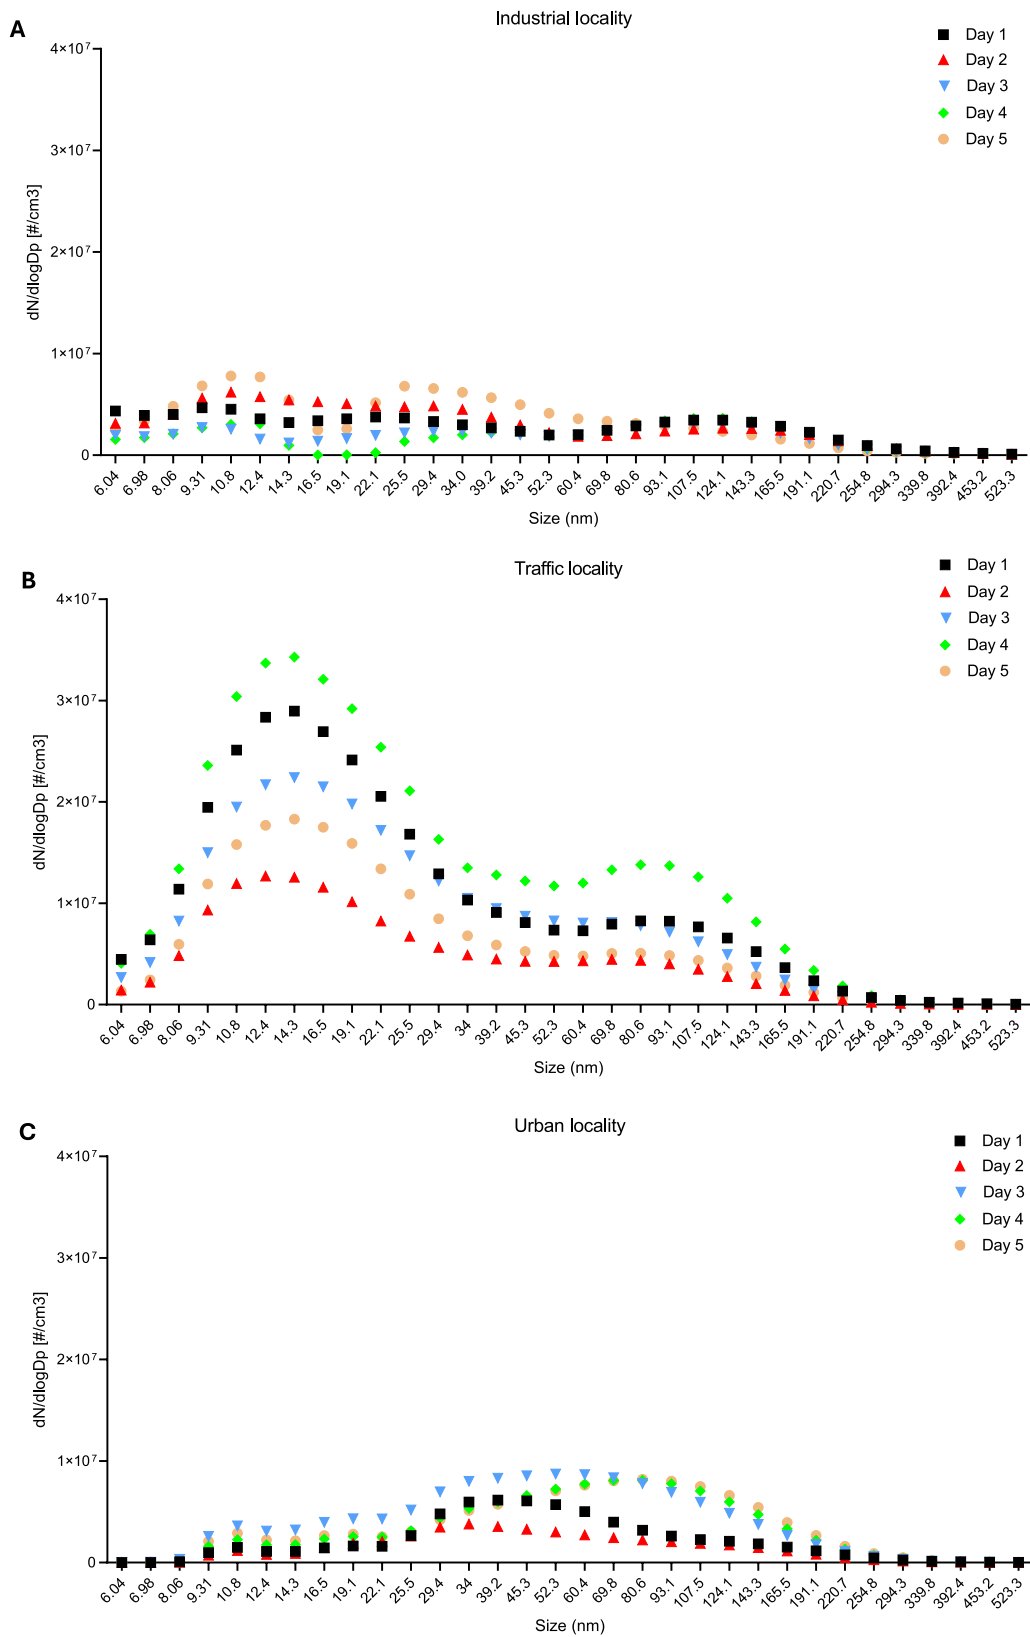 A
Industrial locality
Day 1
Day 2
Day 3
Day 4
Day 5
dN/dlogDp [#/cm3]
4×10⁷
3×10⁷
2×10⁷
1×10⁷
0
6.04 6.98 8.06 9.31 10.8 12.4 14.3 16.5 19.1 22.1 25.5 29.4 34.0 39.2 45.3 52.3 60.4 69.8 80.6 93.1 107.5 124.1 143.3 165.5 191.1 220.7 254.8 294.3 339.8 392.4 453.2 523.3
Size (nm)
B
Traffic locality
Day 1
Day 2
Day 3
Day 4
Day 5
dN/dlogDp [#/cm3]
4×10⁷
3×10⁷
2×10⁷
1×10⁷
0
6.04 6.98 8.06 9.31 10.8 12.4 14.3 16.5 19.1 22.1 25.5 29.4 34 39.2 45.3 52.3 60.4 69.8 80.6 93.1 107.5 124.1 143.3 165.5 191.1 220.7 254.8 294.3 339.8 392.4 453.2 523.3
Size (nm)
C
Urban locality
Day 1
Day 2
Day 3
Day 4
Day 5
dN/dlogDp [#/cm3]
4×10⁷
3×10⁷
2×10⁷
1×10⁷
0
6.04 6.98 8.06 9.31 10.8 12.4 14.3 16.5 19.1 22.1 25.5 29.4 34 39.2 45.3 52.3 60.4 69.8 80.6 93.1 107.5 124.1 143.3 165.5 191.1 220.7 254.8 294.3 339.8 392.4 453.2 523.3
Size (nm)